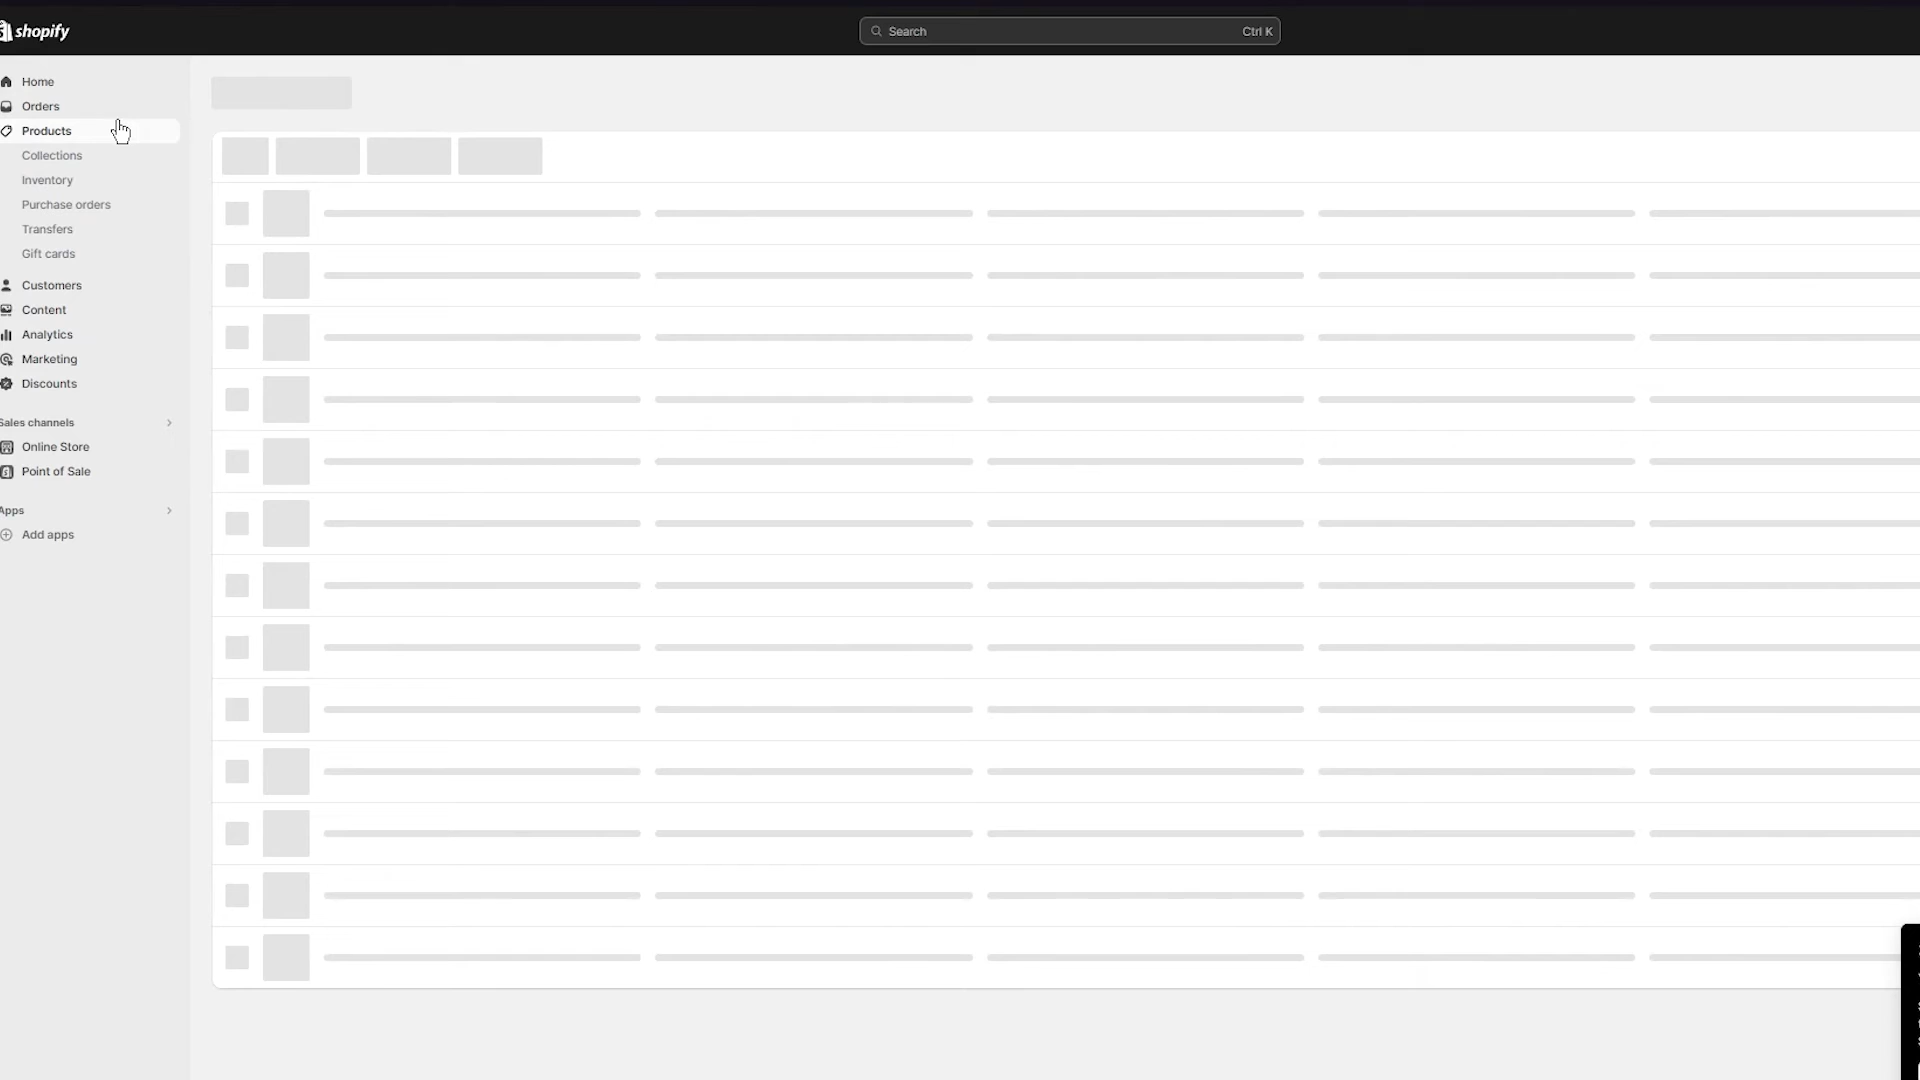 shopify
Search
Ctrl K
Home
Orders
Products
Collections
Inventory
Purchase orders
Transfers
Gift cards
Customers
Content
Analytics
Marketing
Discounts
Sales channels
Online Store
Point of Sale
Apps
Add apps